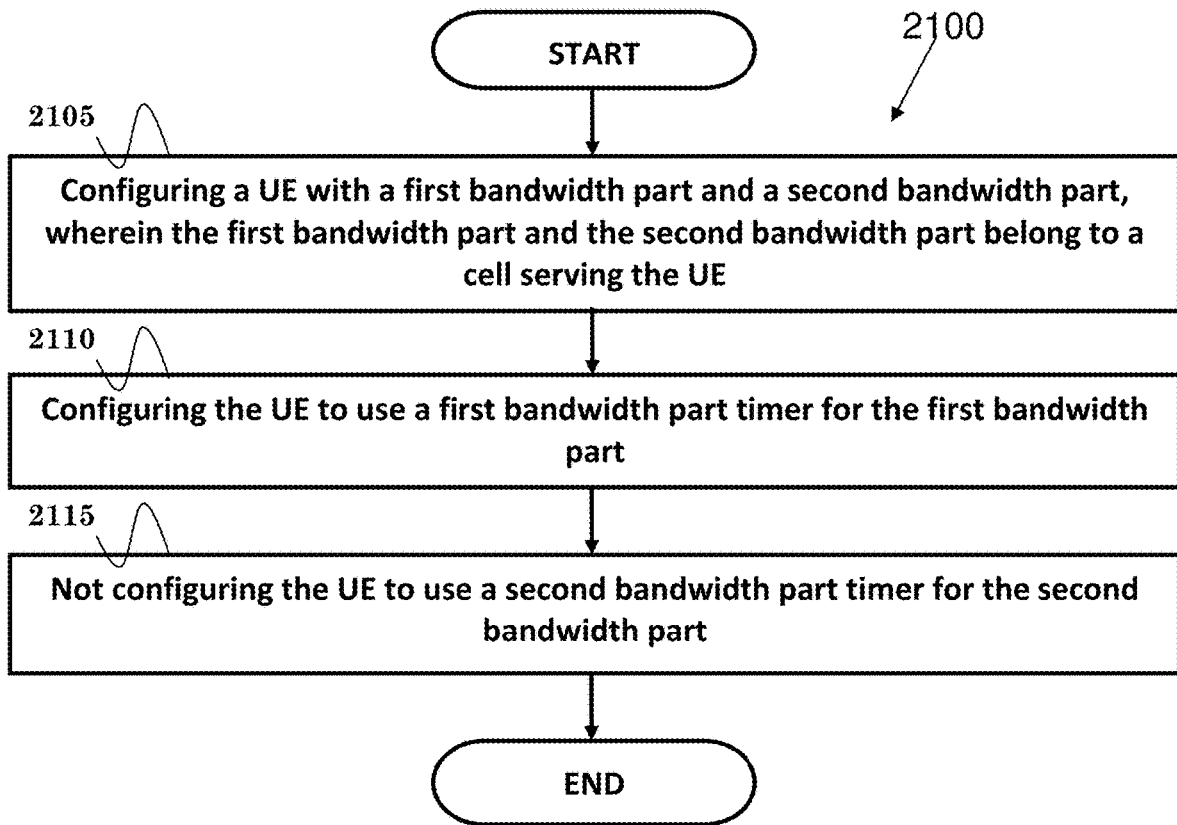 START
2100
2105
Configuring a UE with a first bandwidth part and a second bandwidth part,
wherein the first bandwidth part and the second bandwidth part belong to a
cell serving the UE
2110
Configuring the UE to use a first bandwidth part timer for the first bandwidth
part
2115
Not configuring the UE to use a second bandwidth part timer for the second
bandwidth part
END